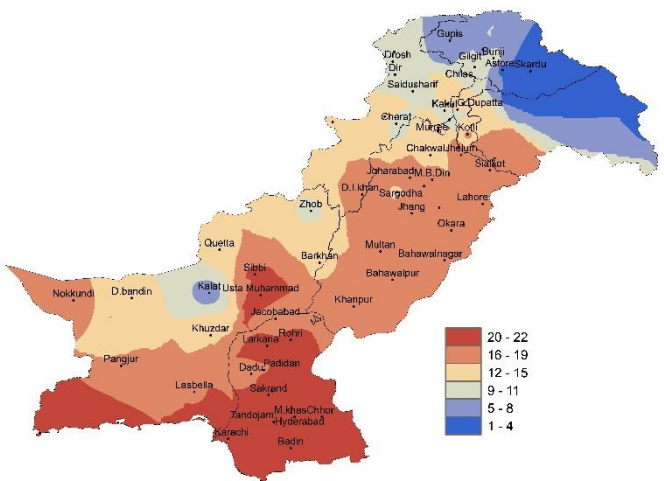 Gupis
Drosh
Gilgit
Bunji
Dir
Astore
Skardu
Chilas
Saidusharif
Kakul
G.Dupatta
Cherat
Murree
Kotli
Chakwal
Jhelum
Sialkot
Joharabad
M.B.Din
D.I.khan
Sargodha
Lahore
Jhang
Zhob
Okara
Quetta
Multan
Barkhan
Bahawalnagar
Sibbi
Bahawalpur
Kalat
Usta Muhammad
Nokkundi
D.bandin
Khanpur
Jacobabad
Khuzdar
Rohri
Larkana
Pangjur
Padidan
Dadu
Lasbella
Sakrand
Tandojam
M.khas
Chhor
Hyderabad
Karachi
Badin
20 - 22
16 - 19
12 - 15
9 - 11
5 - 8
1 - 4